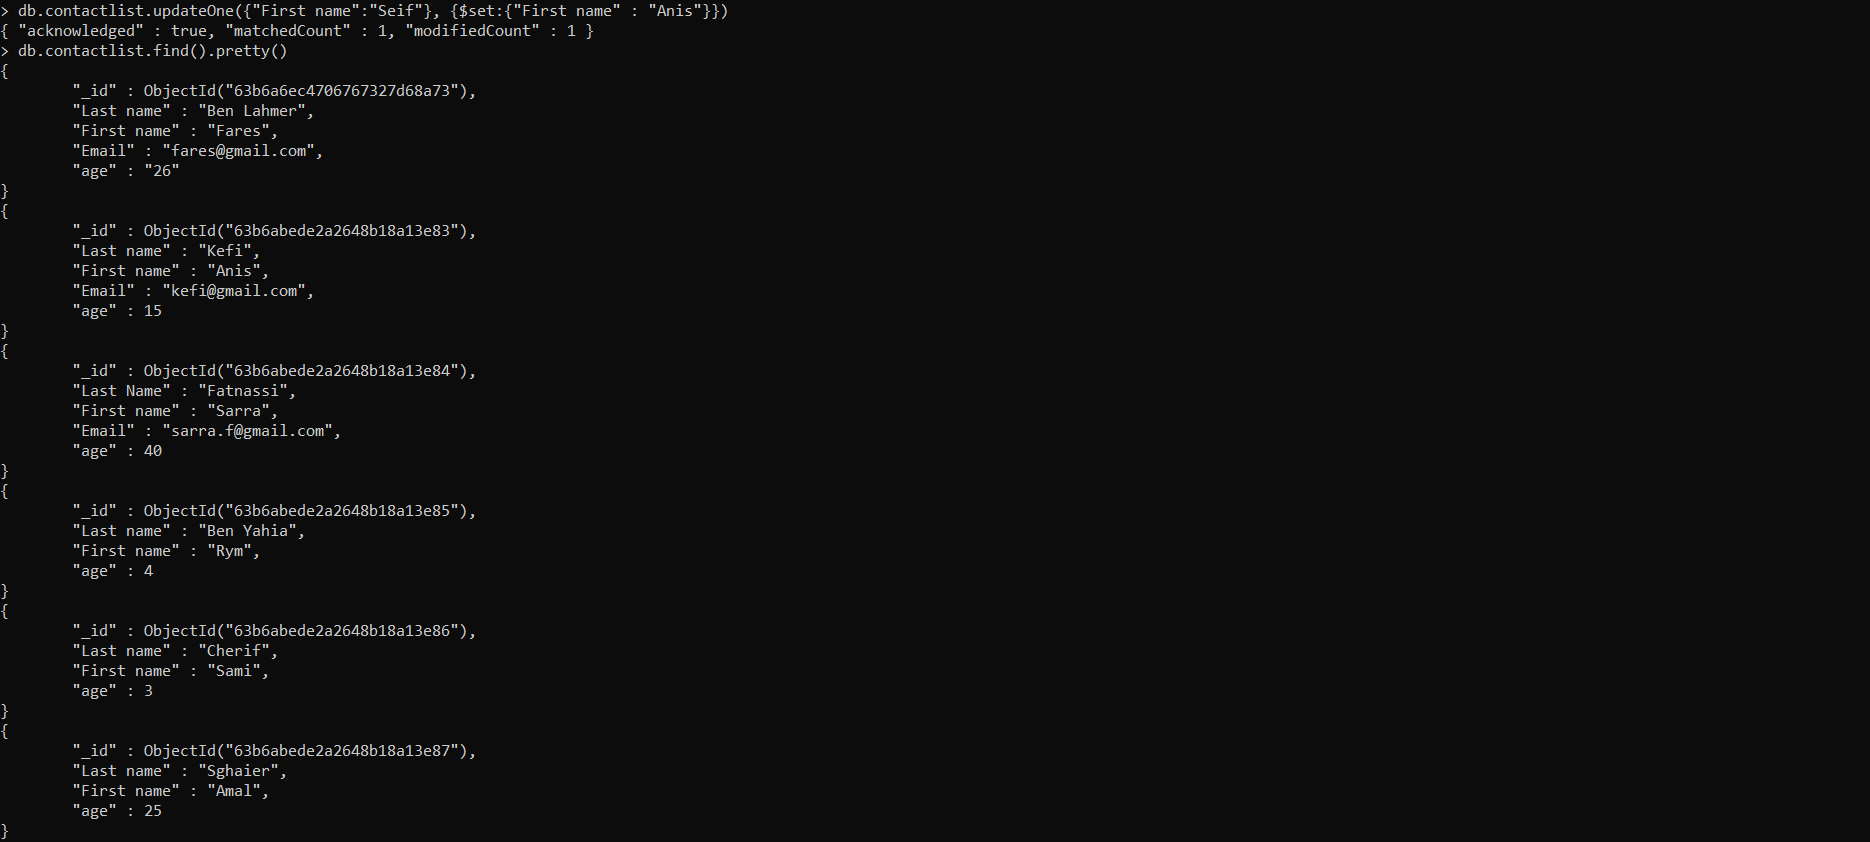 > db.contactlist.updateOne({"First name":"Seif"}, {$set:{"First name" : "Anis"}})
{ "acknowledged" : true, "matchedCount" : 1, "modifiedCount" : 1 }
> db.contactlist.find().pretty()
{
        "_id" : ObjectId("63b6a6ec4706767327d68a73"),
        "Last name" : "Ben Lahmer",
        "First name" : "Fares",
        "Email" : "fares@gmail.com",
        "age" : "26"
}
{
        "_id" : ObjectId("63b6abede2a2648b18a13e83"),
        "Last name" : "Kefi",
        "First name" : "Anis",
        "Email" : "kefi@gmail.com",
        "age" : 15
}
{
        "_id" : ObjectId("63b6abede2a2648b18a13e84"),
        "Last Name" : "Fatnassi",
        "First name" : "Sarra",
        "Email" : "sarra.f@gmail.com",
        "age" : 40
}
{
        "_id" : ObjectId("63b6abede2a2648b18a13e85"),
        "Last name" : "Ben Yahia",
        "First name" : "Rym",
        "age" : 4
}
{
        "_id" : ObjectId("63b6abede2a2648b18a13e86"),
        "Last name" : "Cherif",
        "First name" : "Sami",
        "age" : 3
}
{
        "_id" : ObjectId("63b6abede2a2648b18a13e87"),
        "Last name" : "Sghaier",
        "First name" : "Amal",
        "age" : 25
}